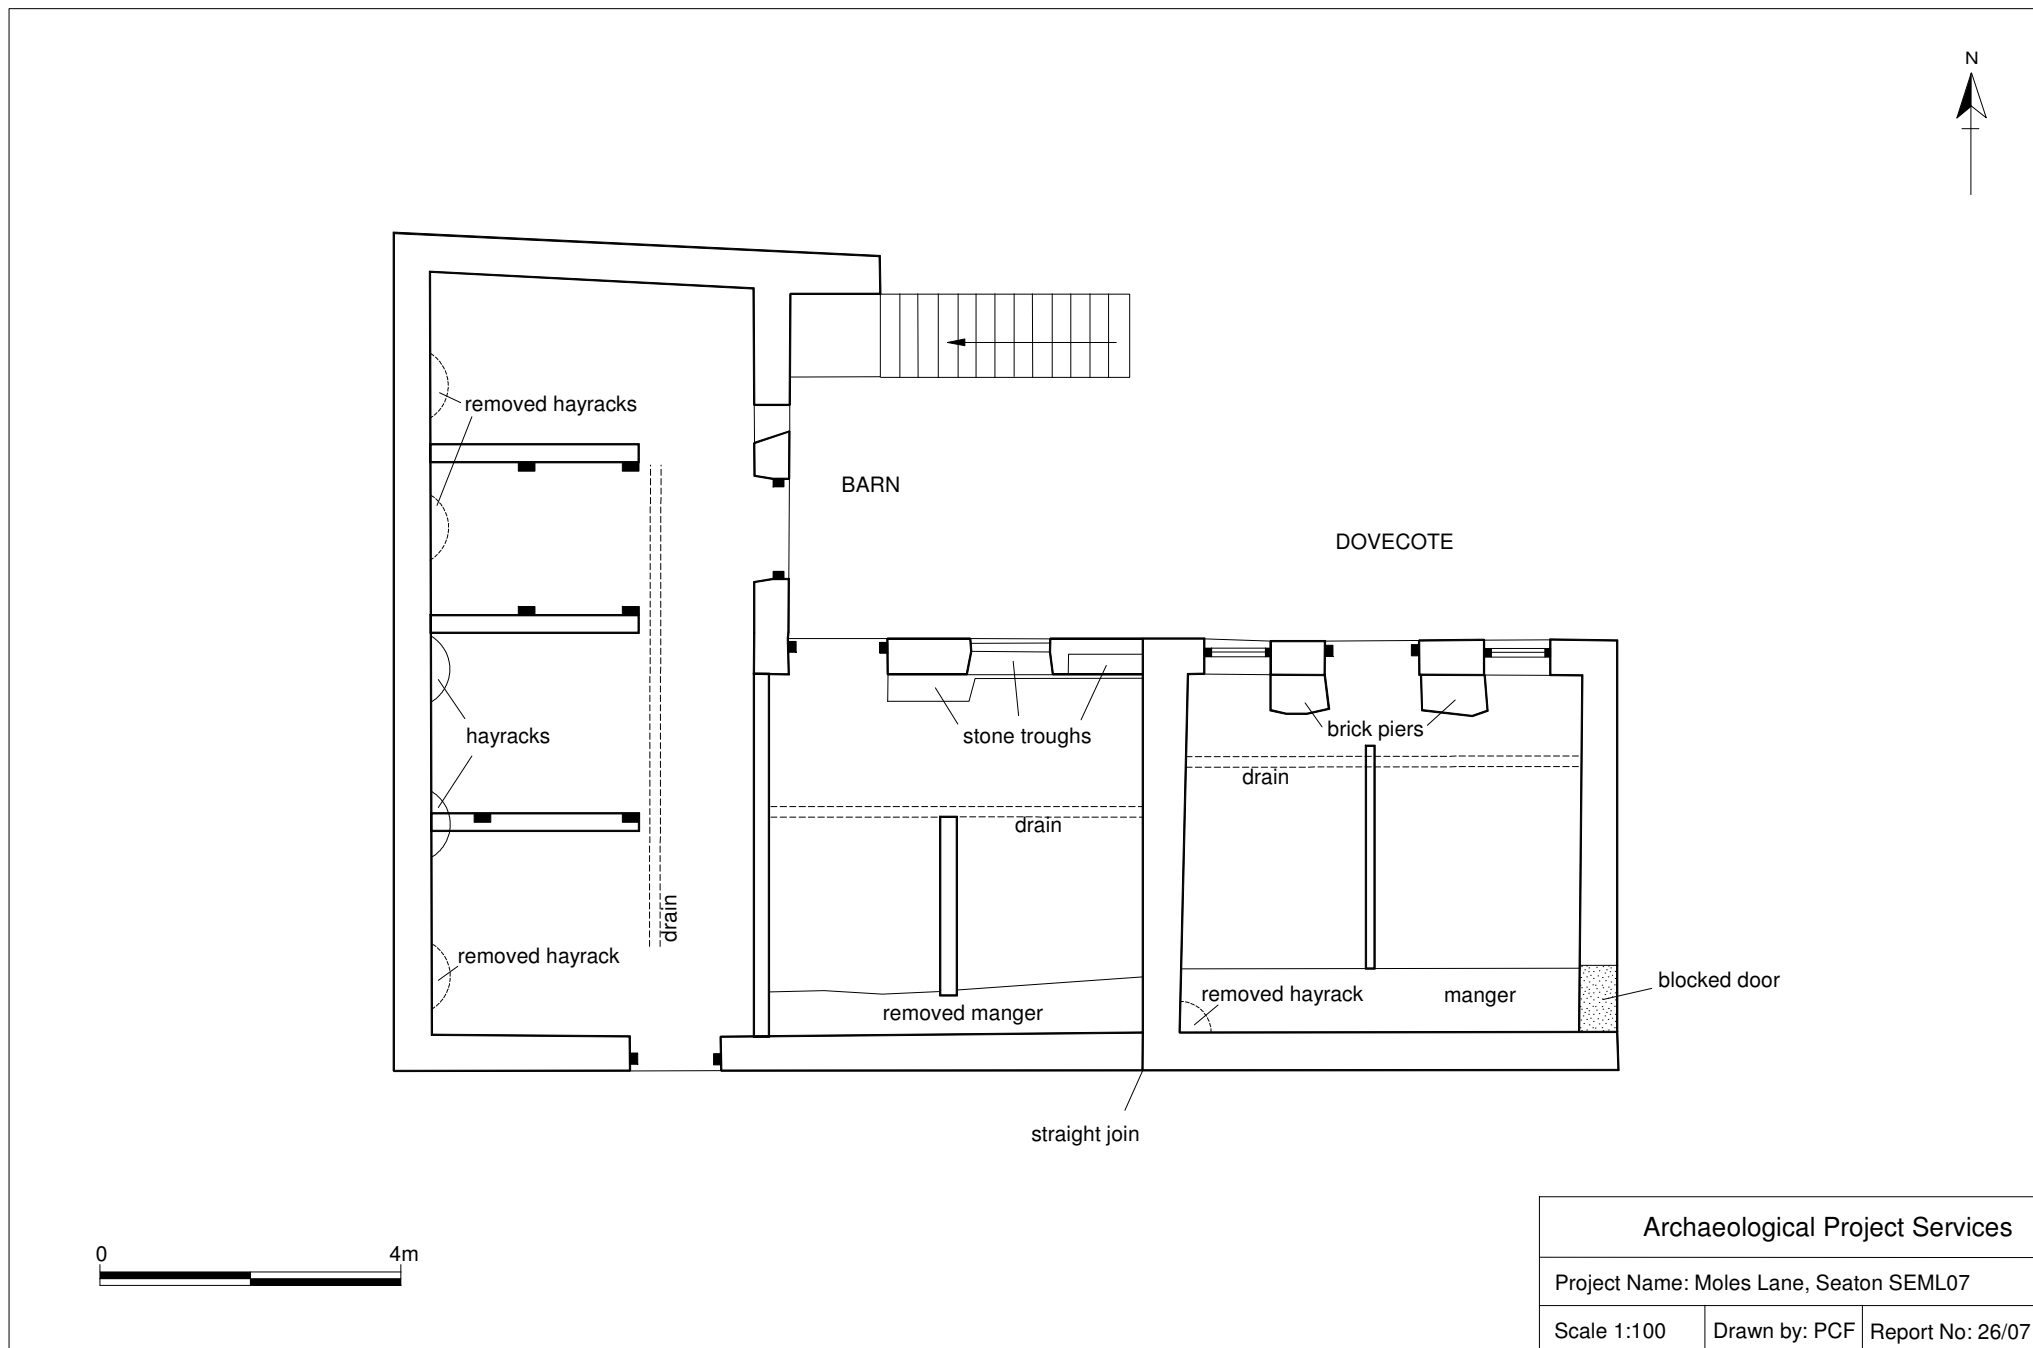 N
removed hayracks
BARN
DOVECOTE
hayracks
stone troughs
brick piers
drain
drain
drain
removed hayrack
removed manger
removed hayrack
manger
blocked door
straight join
0 4m
Archaeological Project Services
Project Name: Moles Lane, Seaton SEML07
Scale 1:100
Drawn by: PCF
Report No: 26/07